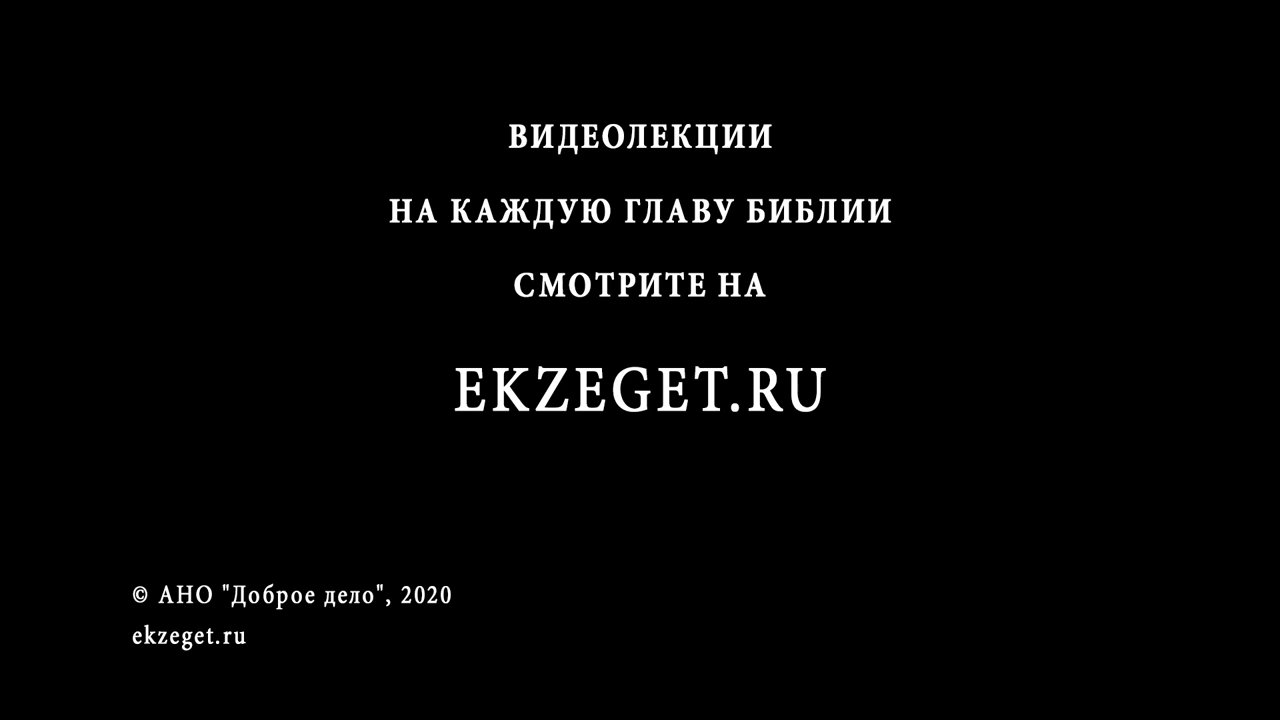 ВИДЕОЛЕКЦИИ
НА КАЖДУЮ ГЛАВУ БИБЛИИ
СМОТРИТЕ НА
EKZEGET.RU
© АНО "Доброе дело", 2020
ekzeget.ru